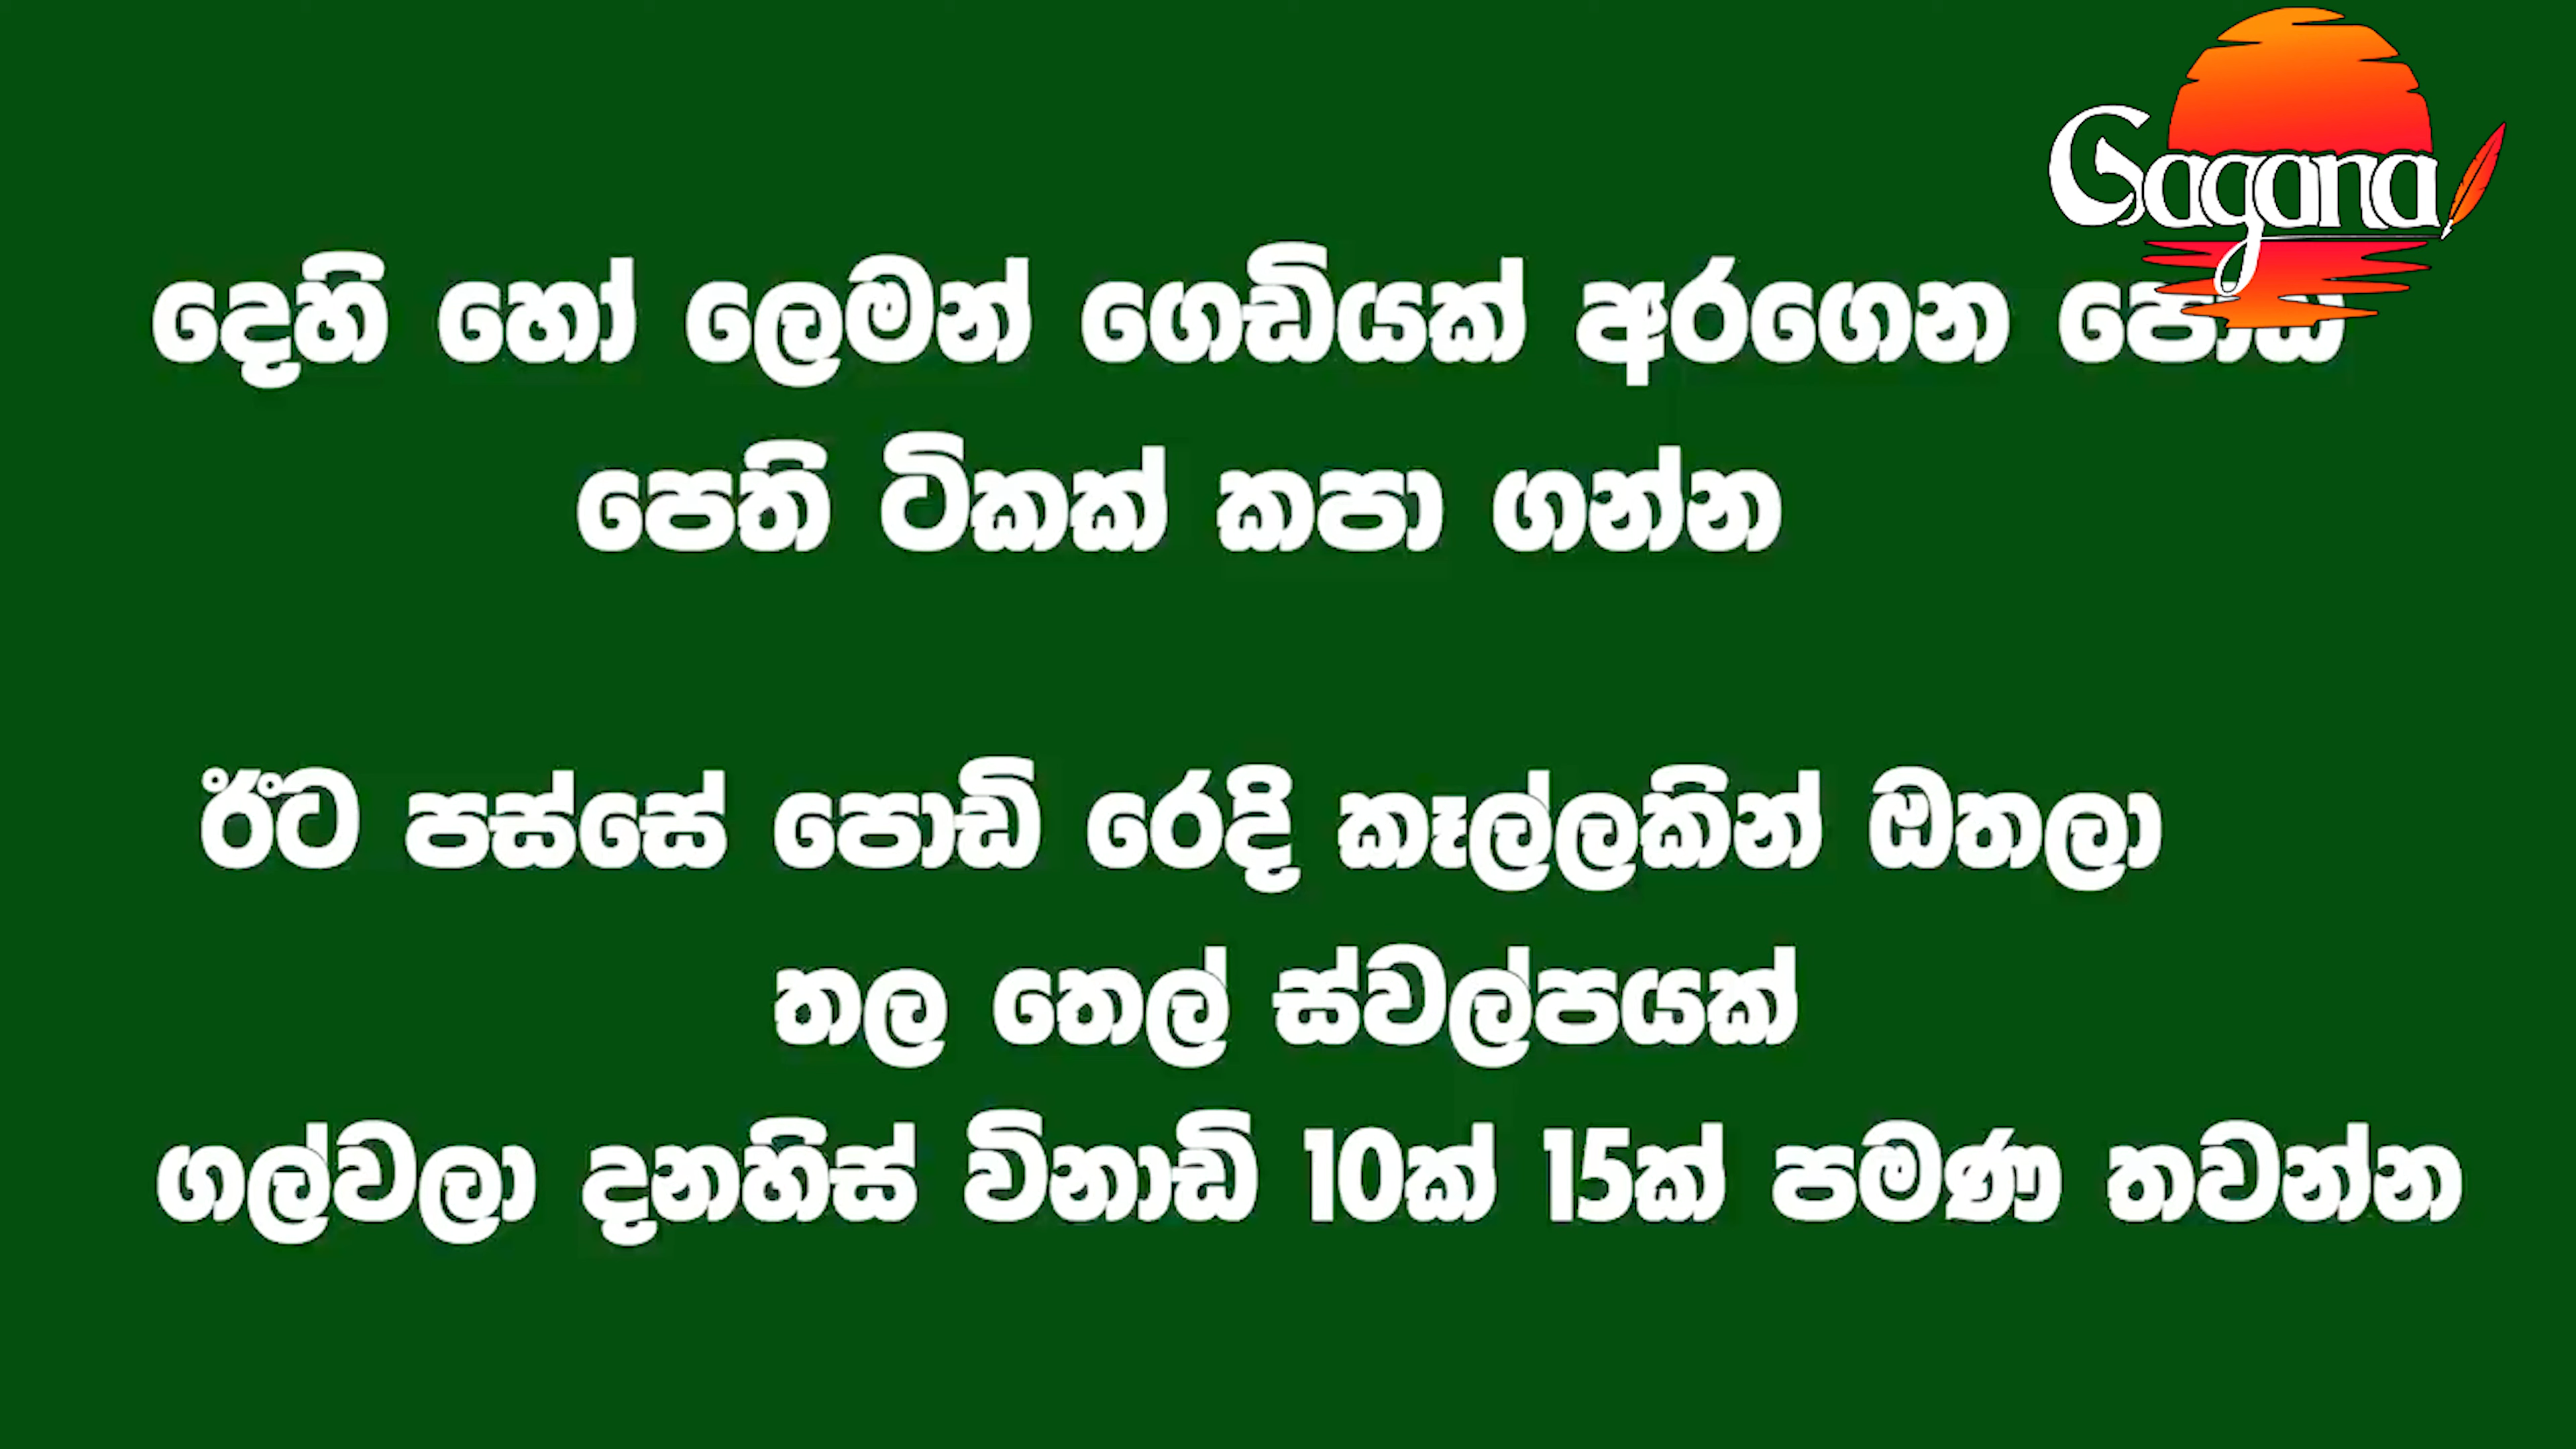 Gagana
දෙහි හෝ ලෙමන් ගෙඩියක් අරගෙන
පෙති ටිකක් කපා ගන්න
ඊට පස්සේ පොඩි රෙදි කෑල්ලකින් ඔතලා
තල තෙල් ස්වල්පයක්
ගල්වලා දනහිස් විනාඩි 10ක් 15ක් පමණ තවන්න